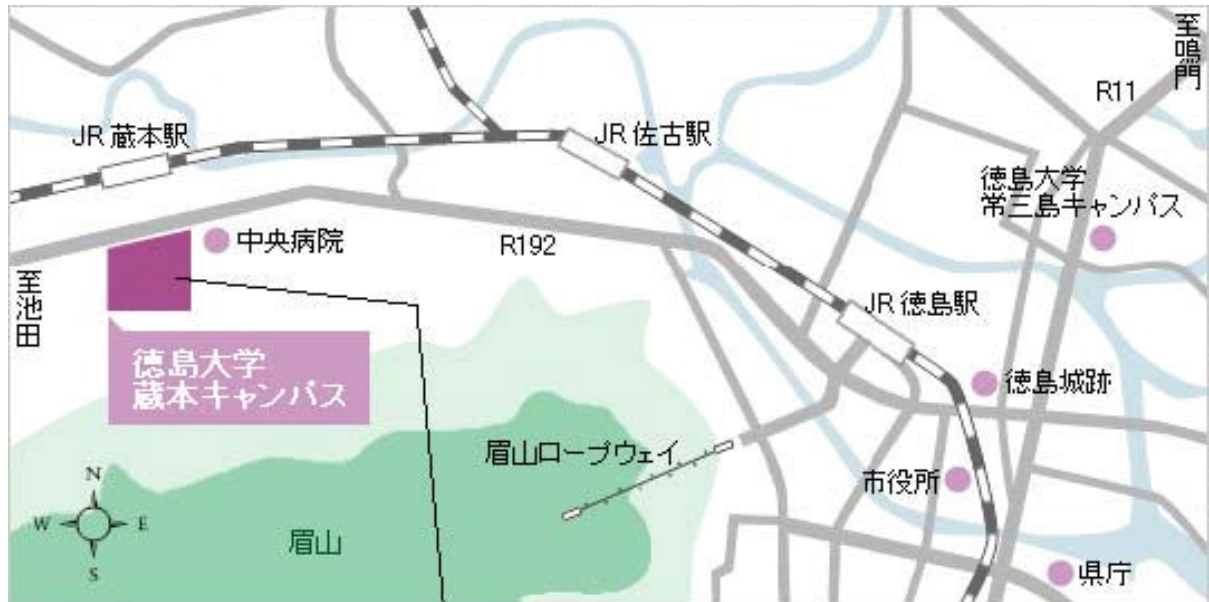 至鳴門
R11
JR 蔵本駅
JR 佐古駅
徳島大学
常三島キャンパス
中央病院
R192
至池田
JR 徳島駅
徳島大学
蔵本キャンパス
徳島城跡
眉山ロープウェイ
市役所
N
W
E
S
眉山
県庁